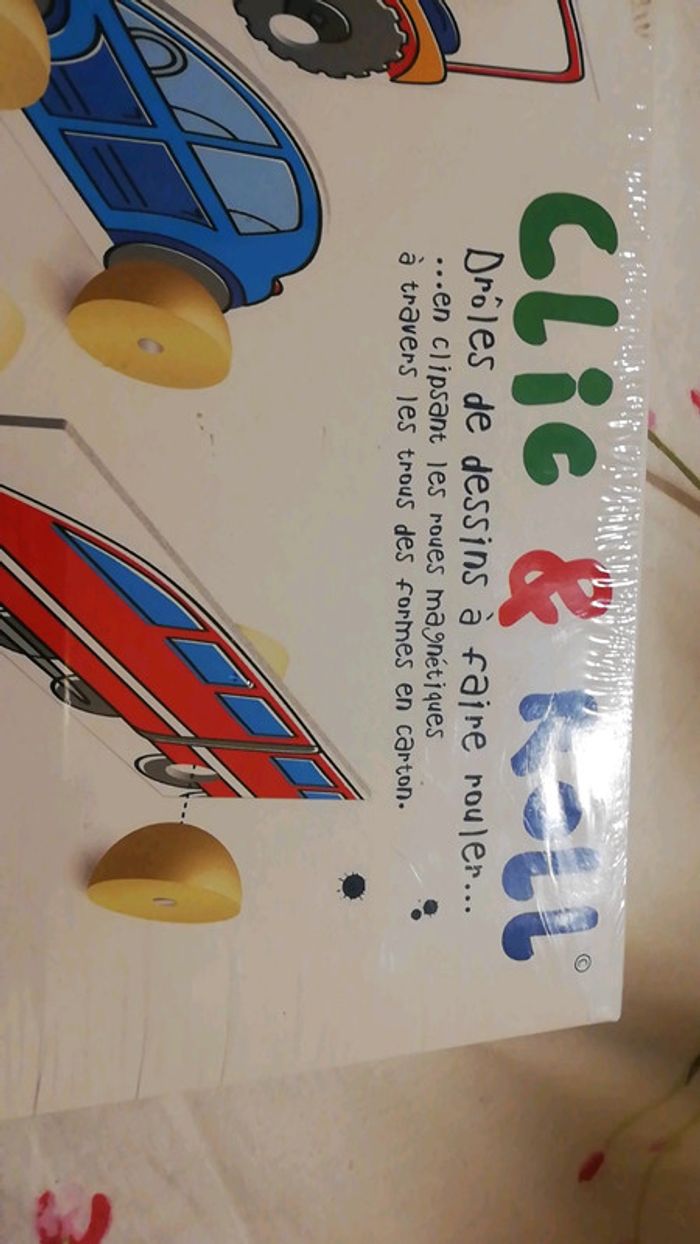 Clic & Roll ©
Drôles de dessins à faire rouler...
...en clipsant les roues magnétiques
à travers les trous des formes en carton.